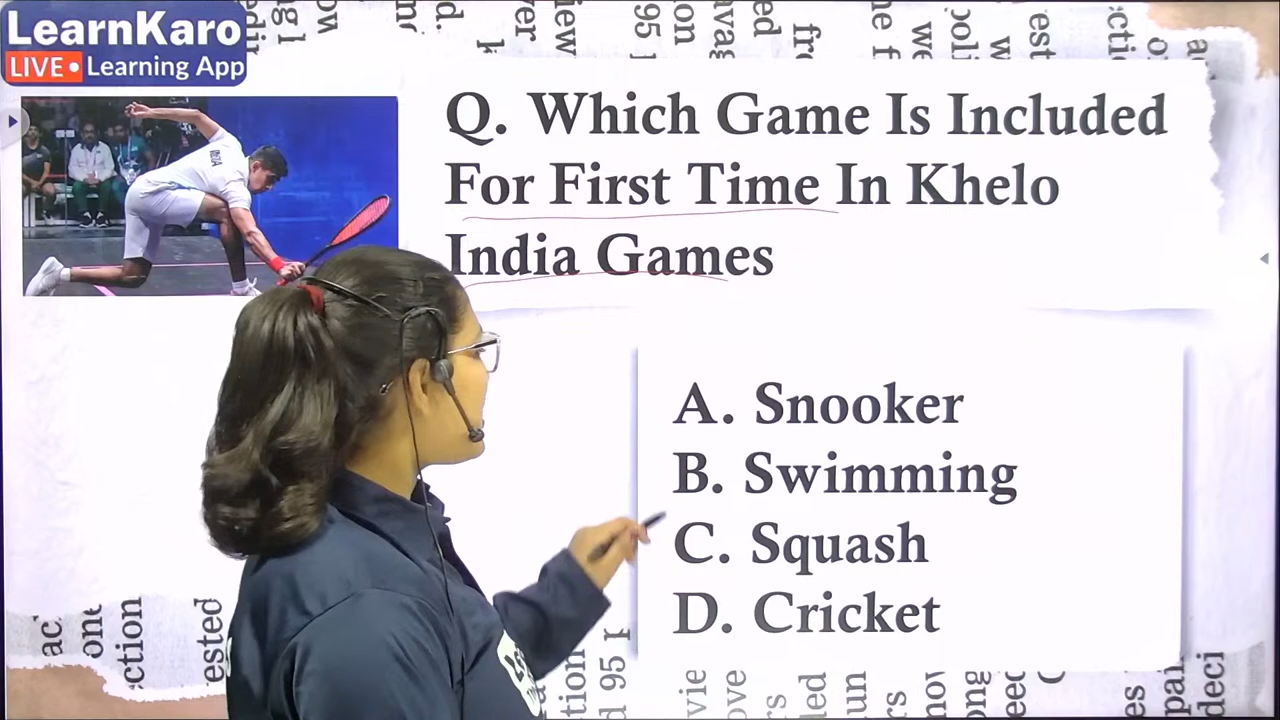 LearnKaro
LIVE • Learning App
Q. Which Game Is Included
For First Time In Khelo
India Games
INDIA
A. Snooker
B. Swimming
C. Squash
D. Cricket